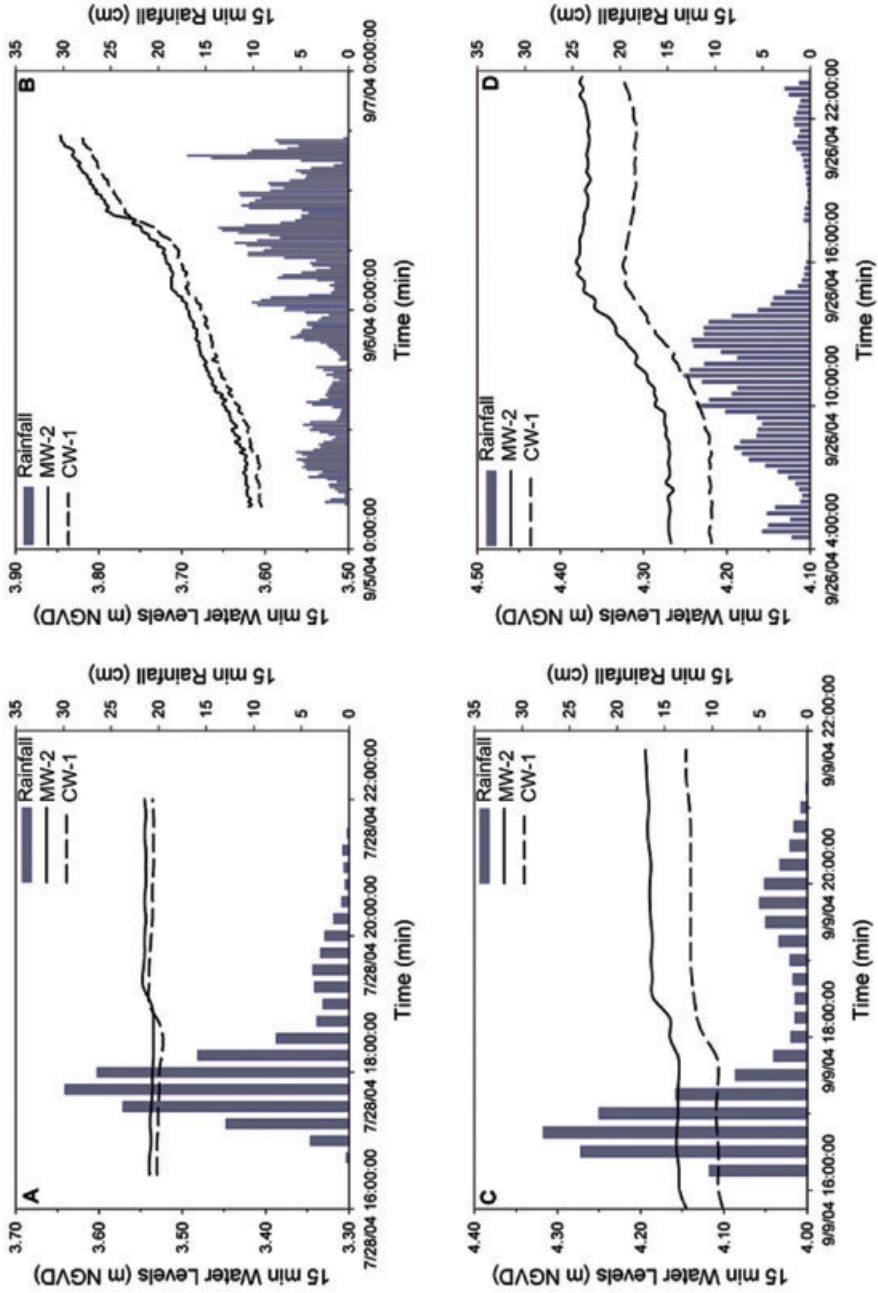 A
Rainfall
MW-2
CW-1
15 min Water Levels (m NGVD)
3.70
3.60
3.50
3.40
3.30
15 min Rainfall (cm)
35
30
25
20
15
10
5
0
7/28/04 16:00:00
7/28/04 18:00:00
7/28/04 20:00:00
7/28/04 22:00:00
Time (min)
B
Rainfall
MW-2
CW-1
15 min Water Levels (m NGVD)
3.90
3.80
3.70
3.60
3.50
15 min Rainfall (cm)
35
30
25
20
15
10
5
0
9/5/04 0:00:00
9/6/04 0:00:00
9/7/04 0:00:00
Time (min)
C
Rainfall
MW-2
CW-1
15 min Water Levels (m NGVD)
4.40
4.30
4.20
4.10
4.00
15 min Rainfall (cm)
35
30
25
20
15
10
5
0
9/9/04 16:00:00
9/9/04 18:00:00
9/9/04 20:00:00
9/9/04 22:00:00
Time (min)
D
Rainfall
MW-2
CW-1
15 min Water Levels (m NGVD)
4.50
4.40
4.30
4.20
4.10
15 min Rainfall (cm)
35
30
25
20
15
10
5
0
9/26/04 4:00:00
9/26/04 10:00:00
9/26/04 16:00:00
9/26/04 22:00:00
Time (min)